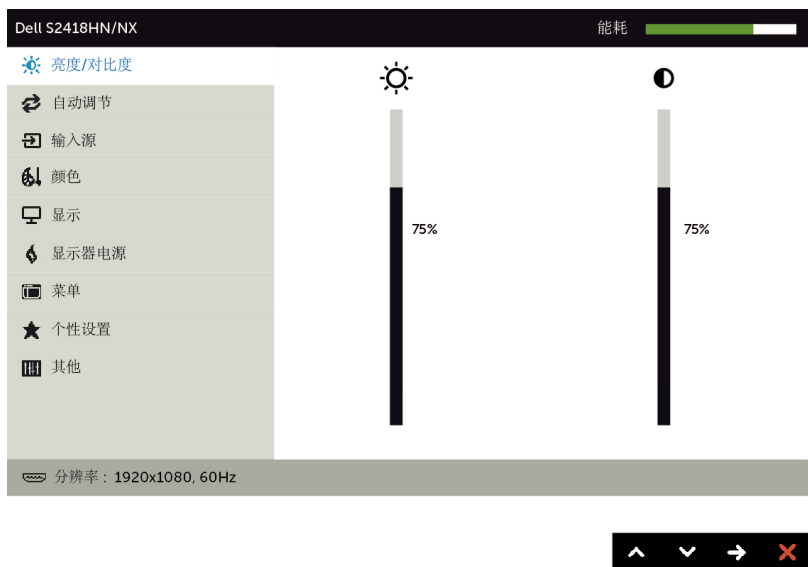 Dell S2418HN/NX
能耗
亮度/对比度
自动调节
输入源
颜色
显示
显示器电源
菜单
个性设置
其他
75%
75%
分辨率 : 1920x1080, 60Hz